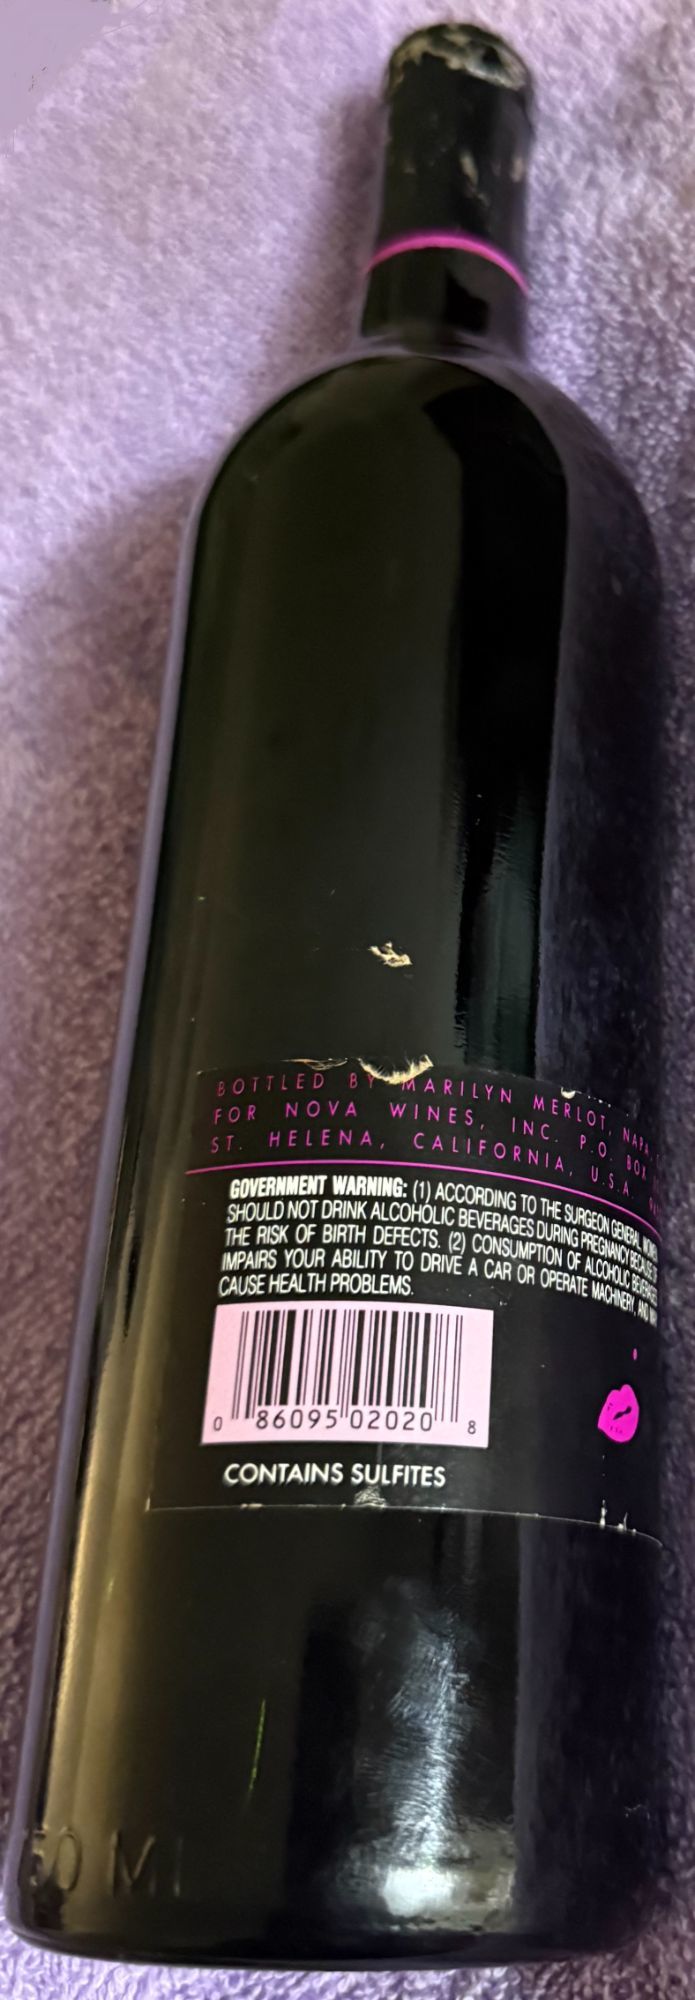 BOTTLED BY MARILYN MERLOT, NAPA,
FOR NOVA WINES, INC. P.O. BOX
ST. HELENA, CALIFORNIA, U.S.A.
GOVERNMENT WARNING: (1) ACCORDING TO THE SURGEON GENERAL, WOMEN
SHOULD NOT DRINK ALCOHOLIC BEVERAGES DURING PREGNANCY BECAUSE OF
THE RISK OF BIRTH DEFECTS. (2) CONSUMPTION OF ALCOHOLIC BEVERAGES
IMPAIRS YOUR ABILITY TO DRIVE A CAR OR OPERATE MACHINERY, AND MAY
CAUSE HEALTH PROBLEMS.
0 86095 02020 8
CONTAINS SULFITES
50 Ml